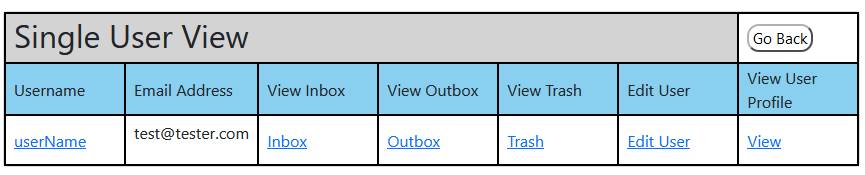 Single User View Go Back
Username Email Address View Inbox View Outbox View Trash Edit User View User Profile
userName test@tester.com Inbox Outbox Trash Edit User View